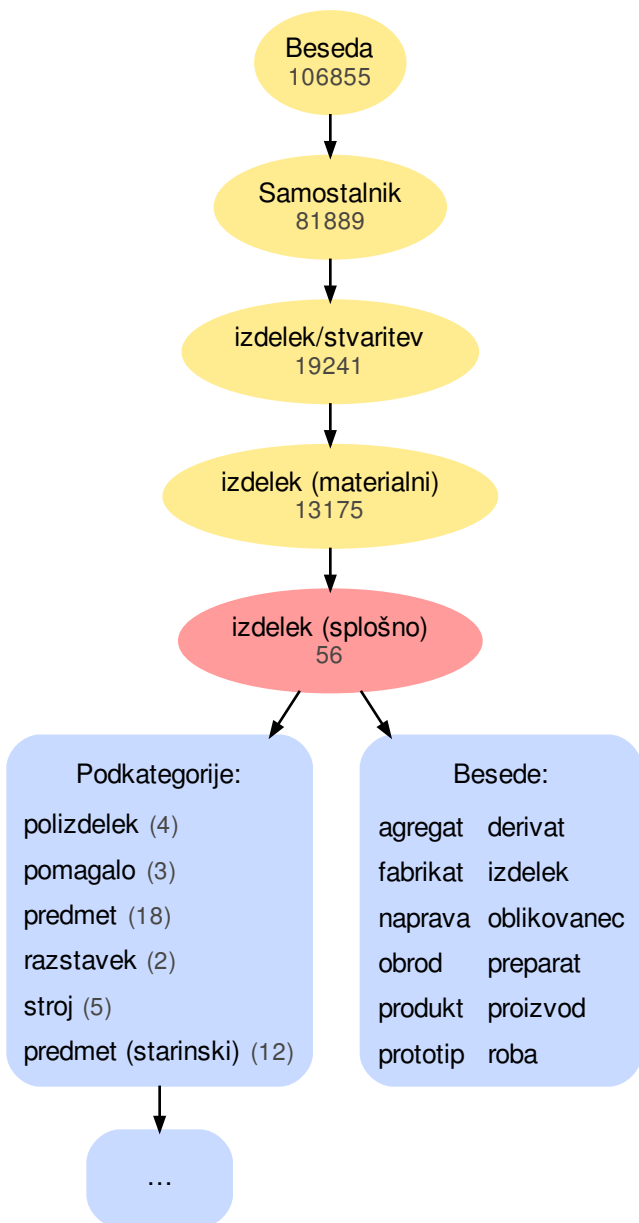 Beseda
106855
Samostalnik
81889
izdelek/stvaritev
19241
izdelek (materialni)
13175
izdelek (splošno)
56
Podkategorije:
polizdelek (4)
pomagalo (3)
predmet (18)
razstavek (2)
stroj (5)
predmet (starinski) (12)
...
Besede:
agregat derivat
fabrikat izdelek
naprava oblikovanec
obrod preparat
produkt proizvod
prototip roba